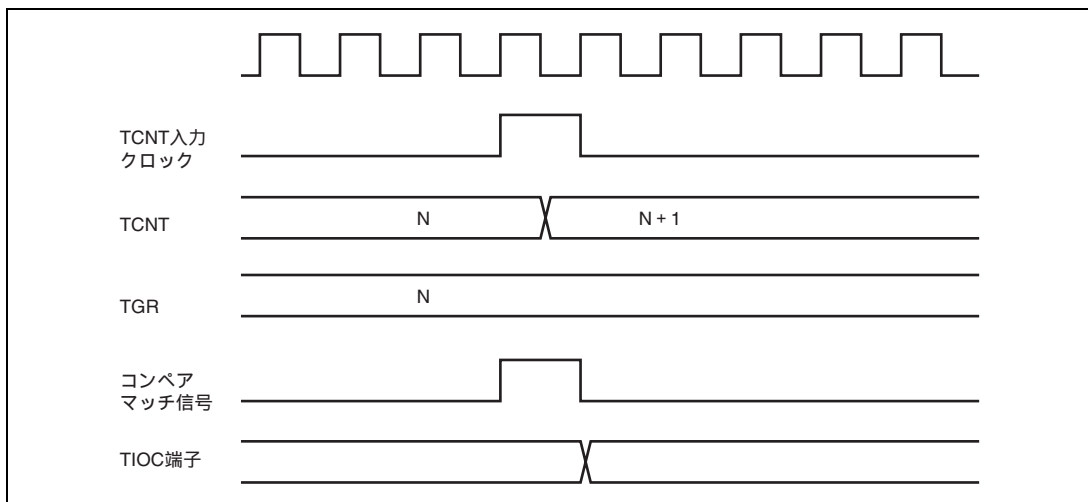 TCNT入力
クロック
TCNT
N
N + 1
TGR
N
コンペア
マッチ信号
TIOC端子